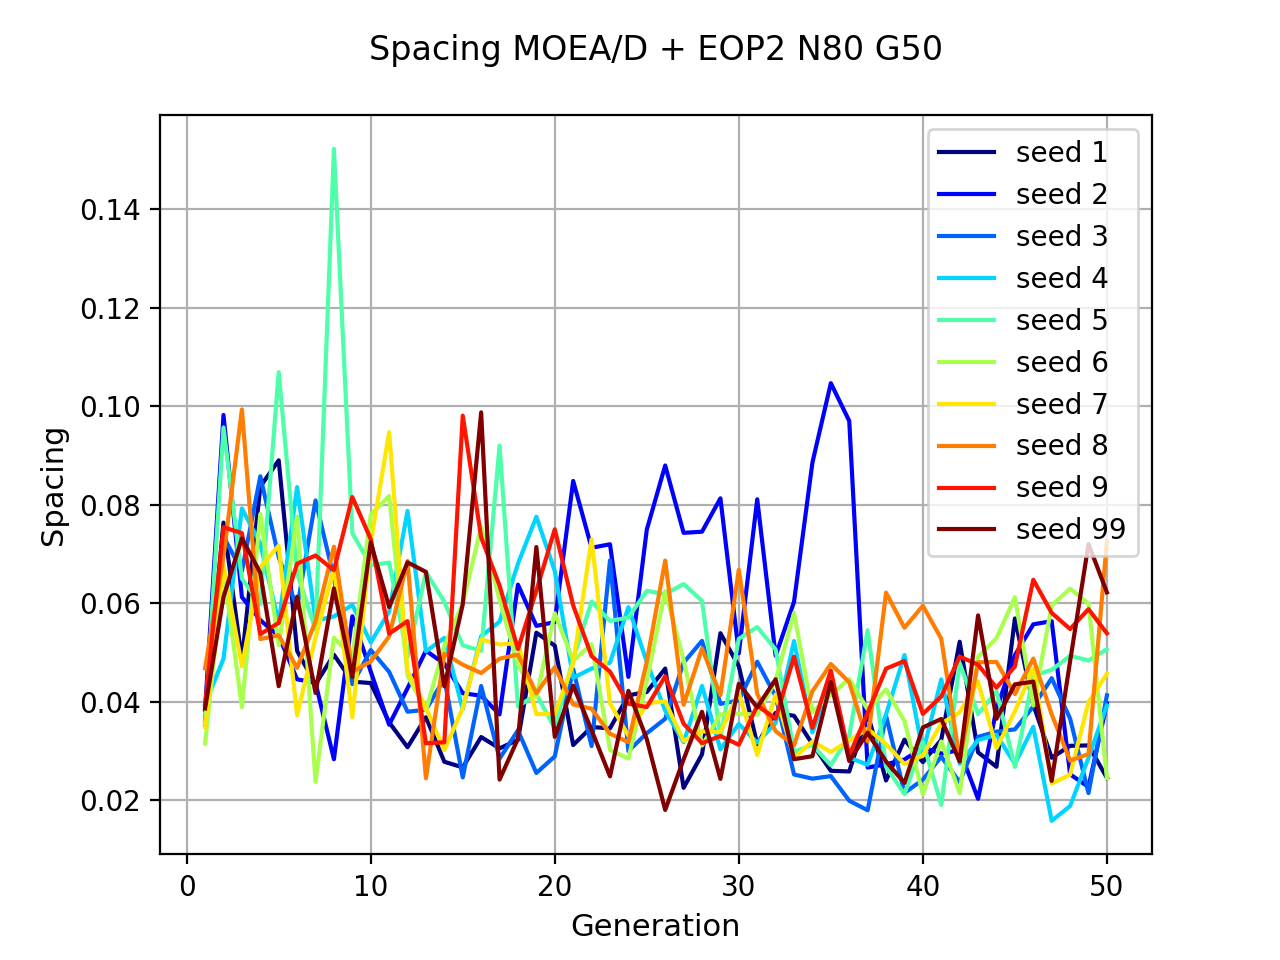 Spacing MOEA/D + EOP2 N80 G50
seed 1
seed 2
seed 3
seed 4
seed 5
seed 6
seed 7
seed 8
seed 9
seed 99
0.14
0.12
0.10
0.08
0.06
0.04
0.02
Spacing
0 10 20 30 40 50
Generation